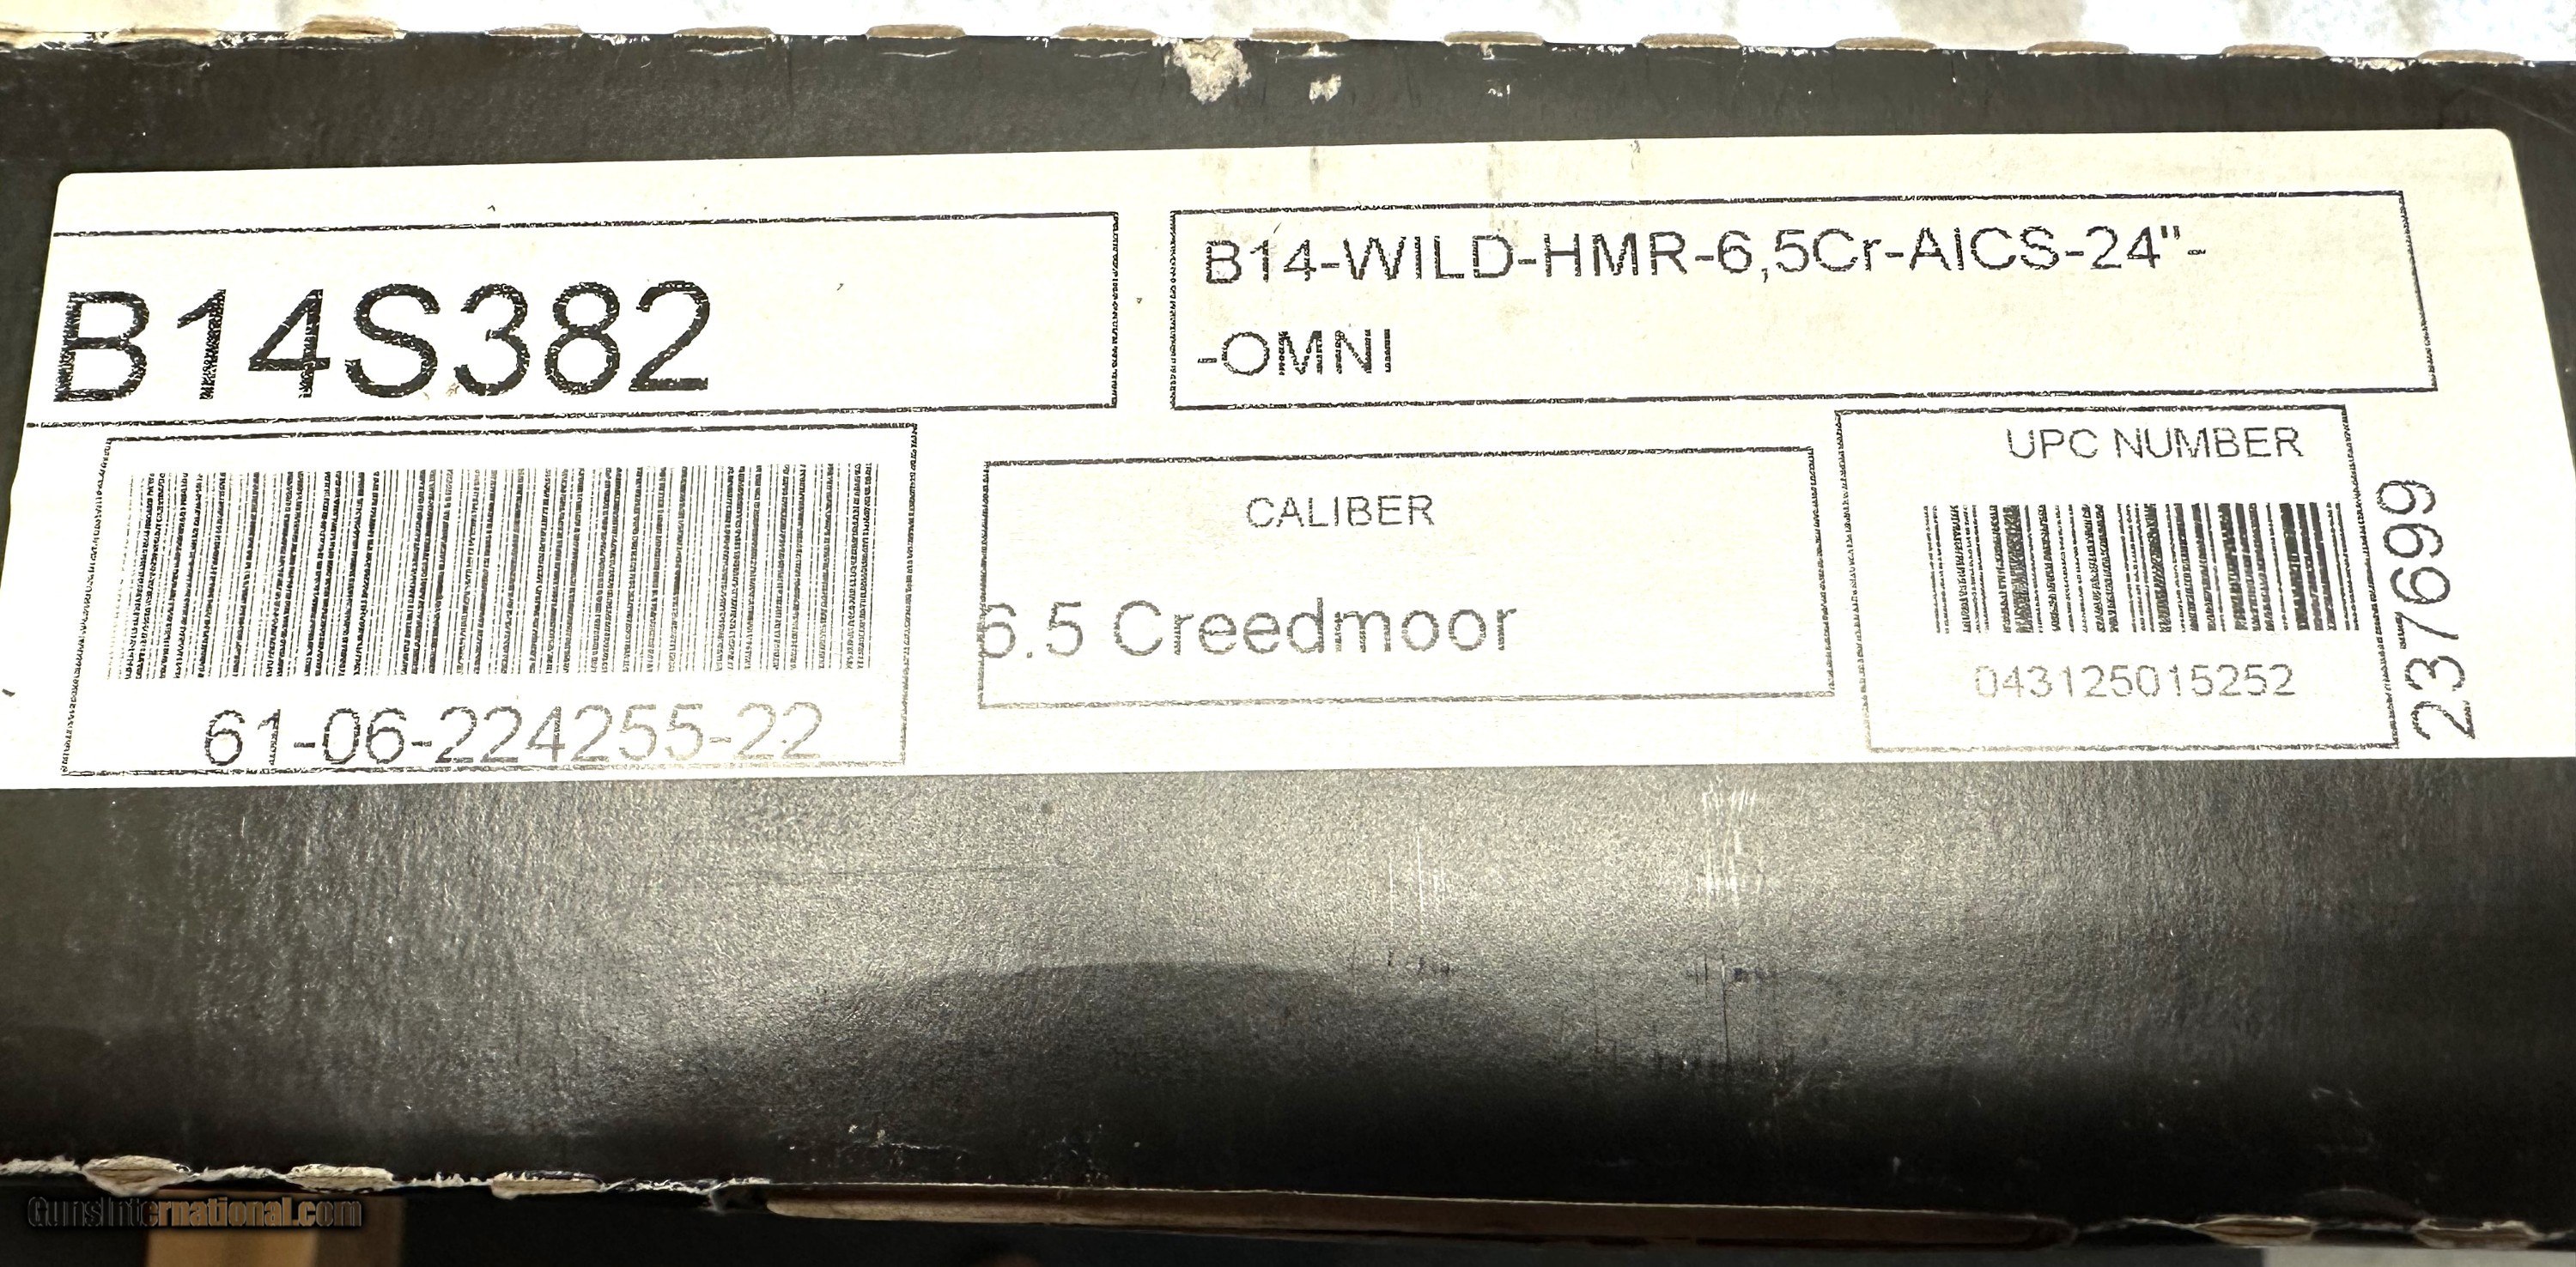 B14S382
B14-WILD-HMR-6,5Cr-AICS-24"-
-OMNI
61-06-224255-22
CALIBER
6.5 Creedmoor
UPC NUMBER
043125015252
237699
GunsInternational.com